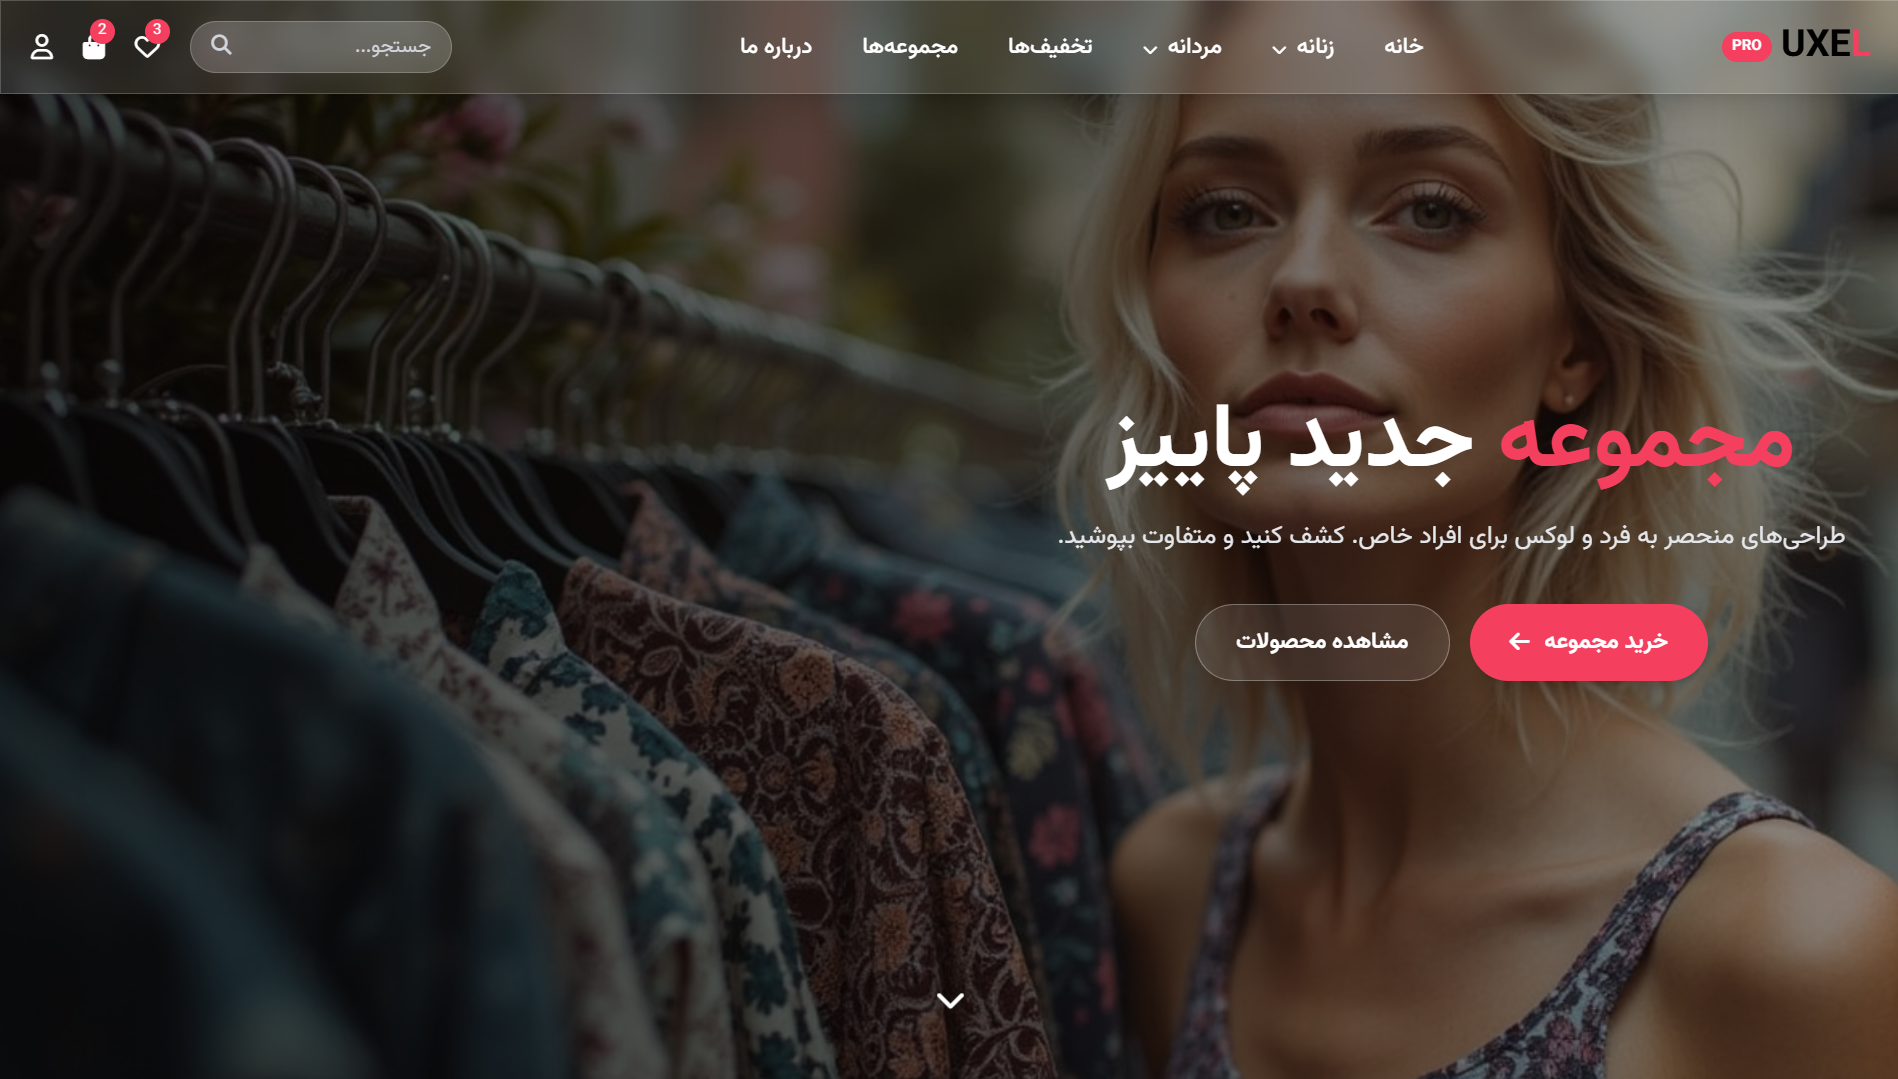 UXEL PRO
خانه
زنانه
مردانه
تخفیف‌ها
مجموعه‌ها
درباره ما
جستجو...
3
2
مجموعه جدید پاییز
طراحی‌های منحصر به فرد و لوکس برای افراد خاص. کشف کنید و متفاوت بپوشید.
خرید مجموعه
مشاهده محصولات